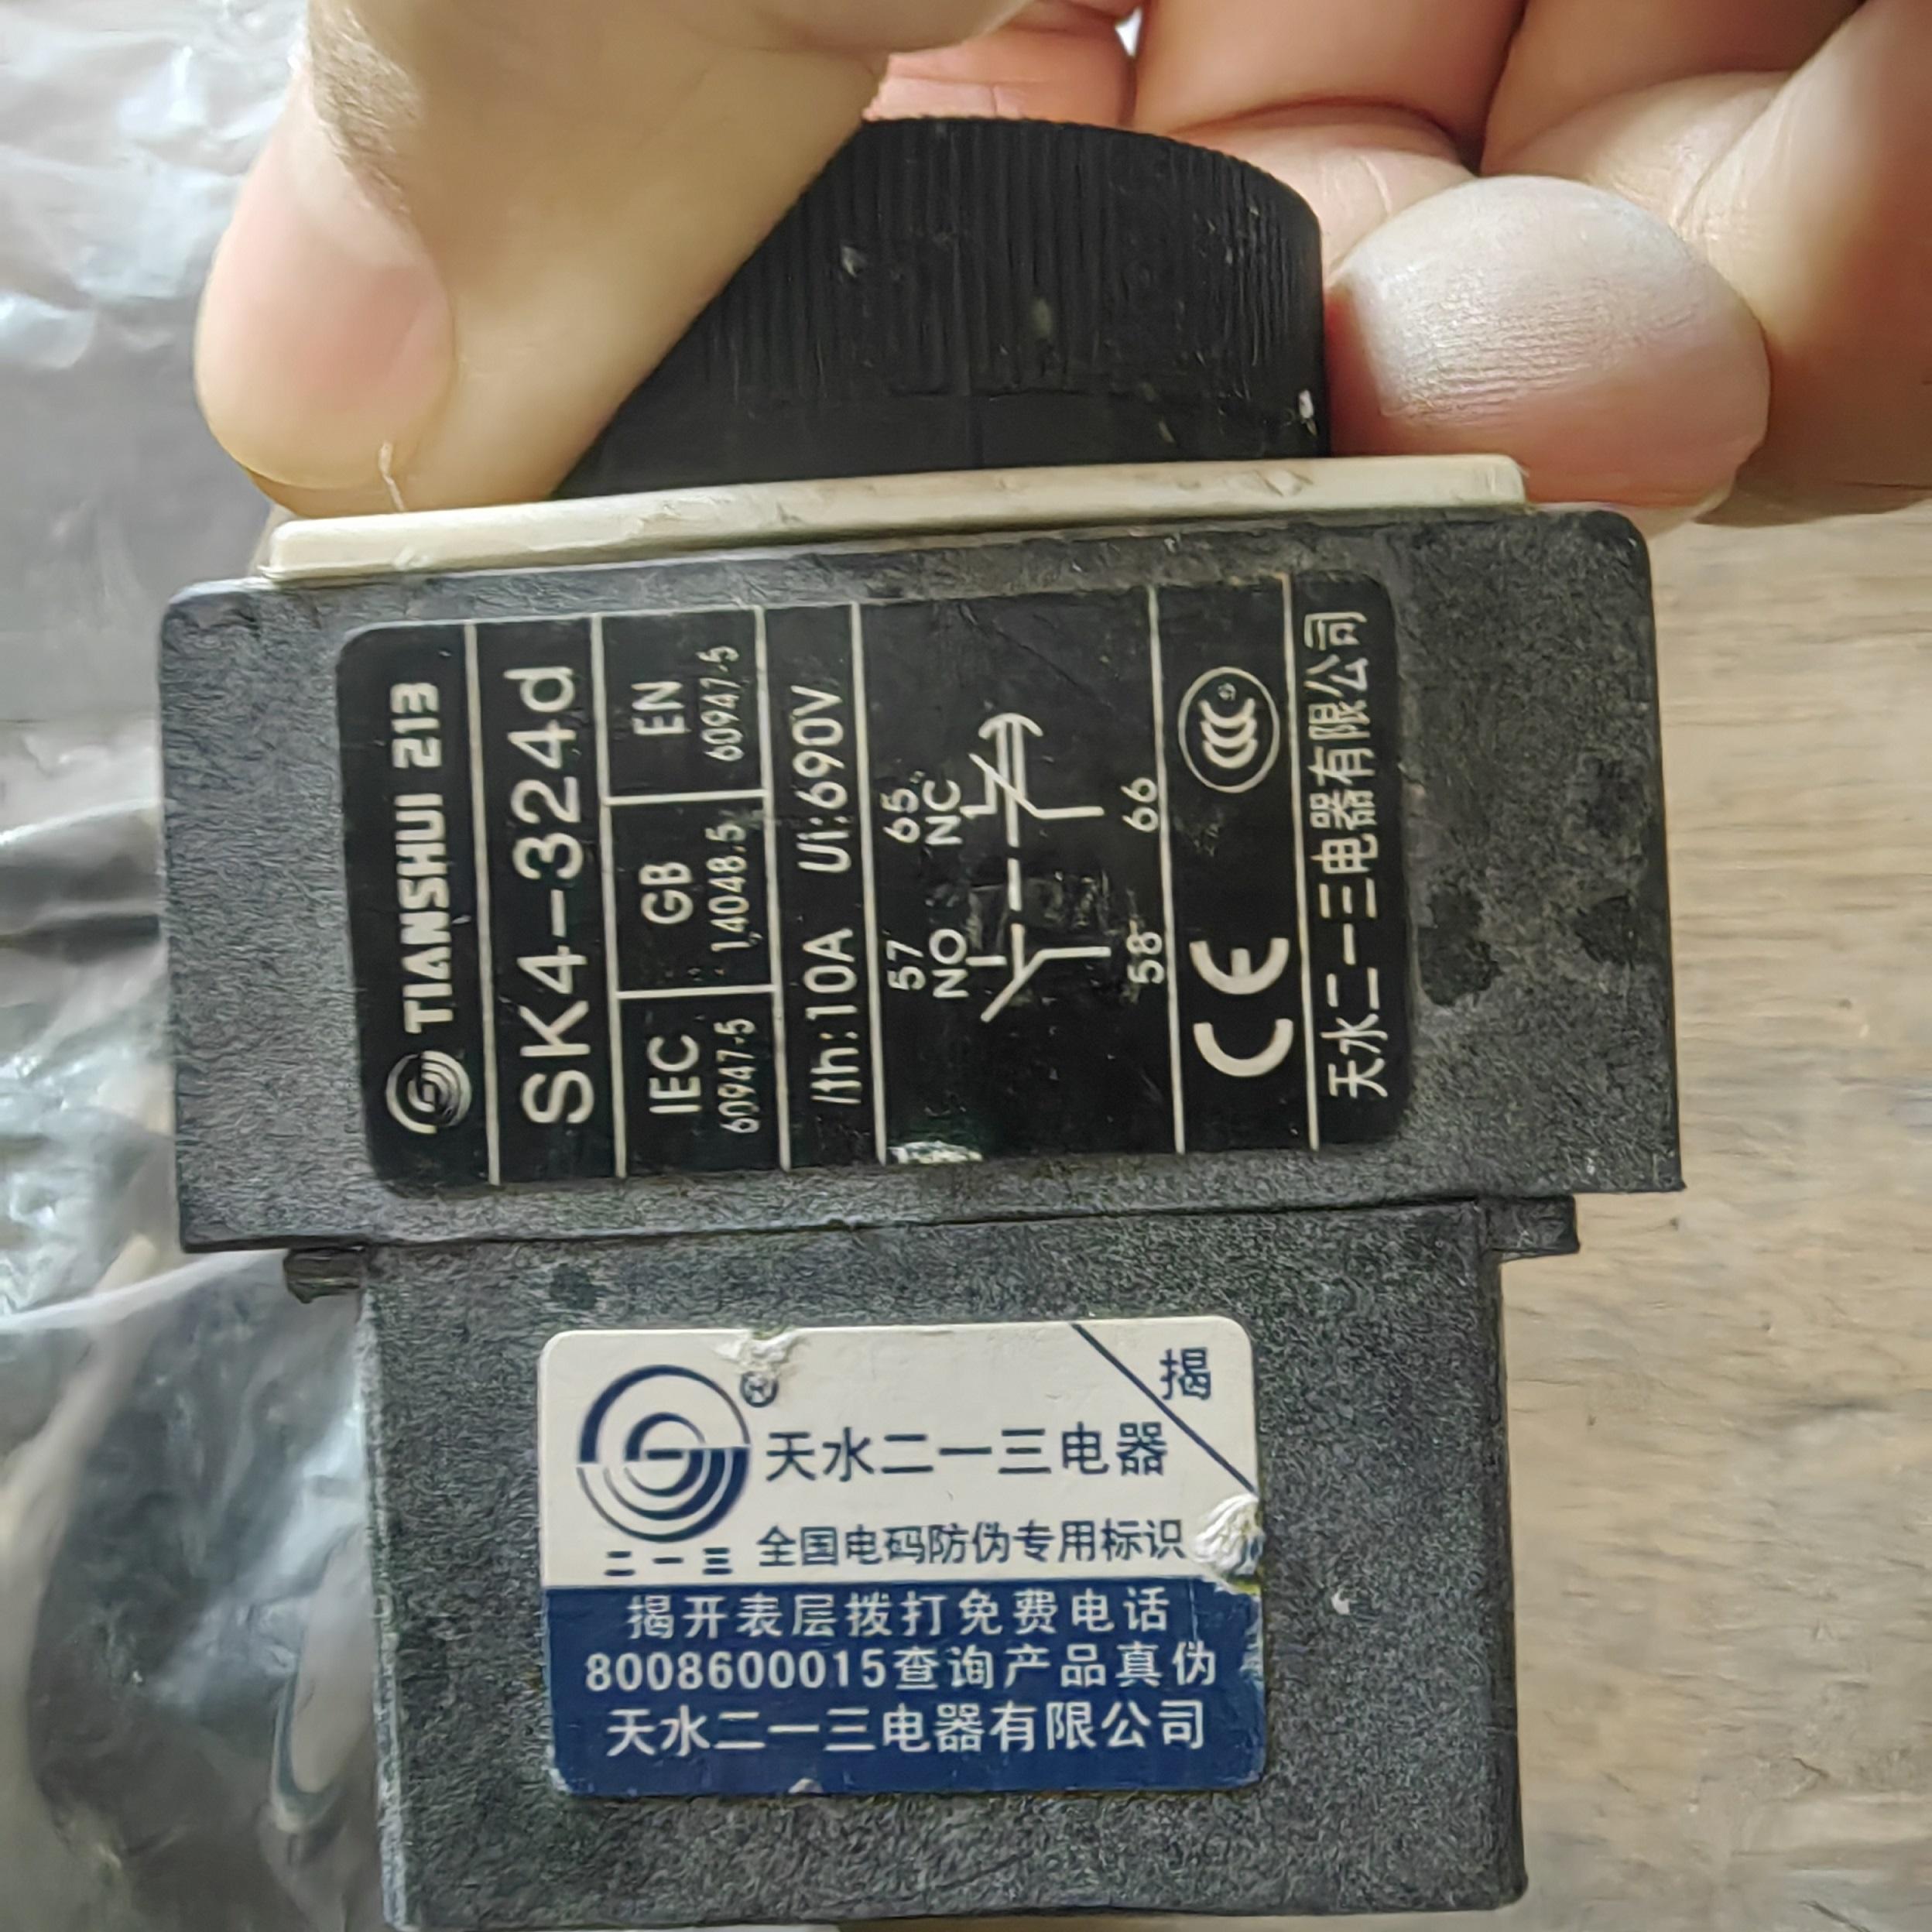 TIANSHUI 213
SK4-324d
IEC 60947-5
GB 14048.5
EN 60947-5
Ith:10A Ui:690V
57 65
NO NC
58 66
CE CCC S
天水二一三电器有限公司
®
揭
天水二一三电器
二一三
全国电码防伪专用标识
揭开表层拨打免费电话
8008600015查询产品真伪
天水二一三电器有限公司